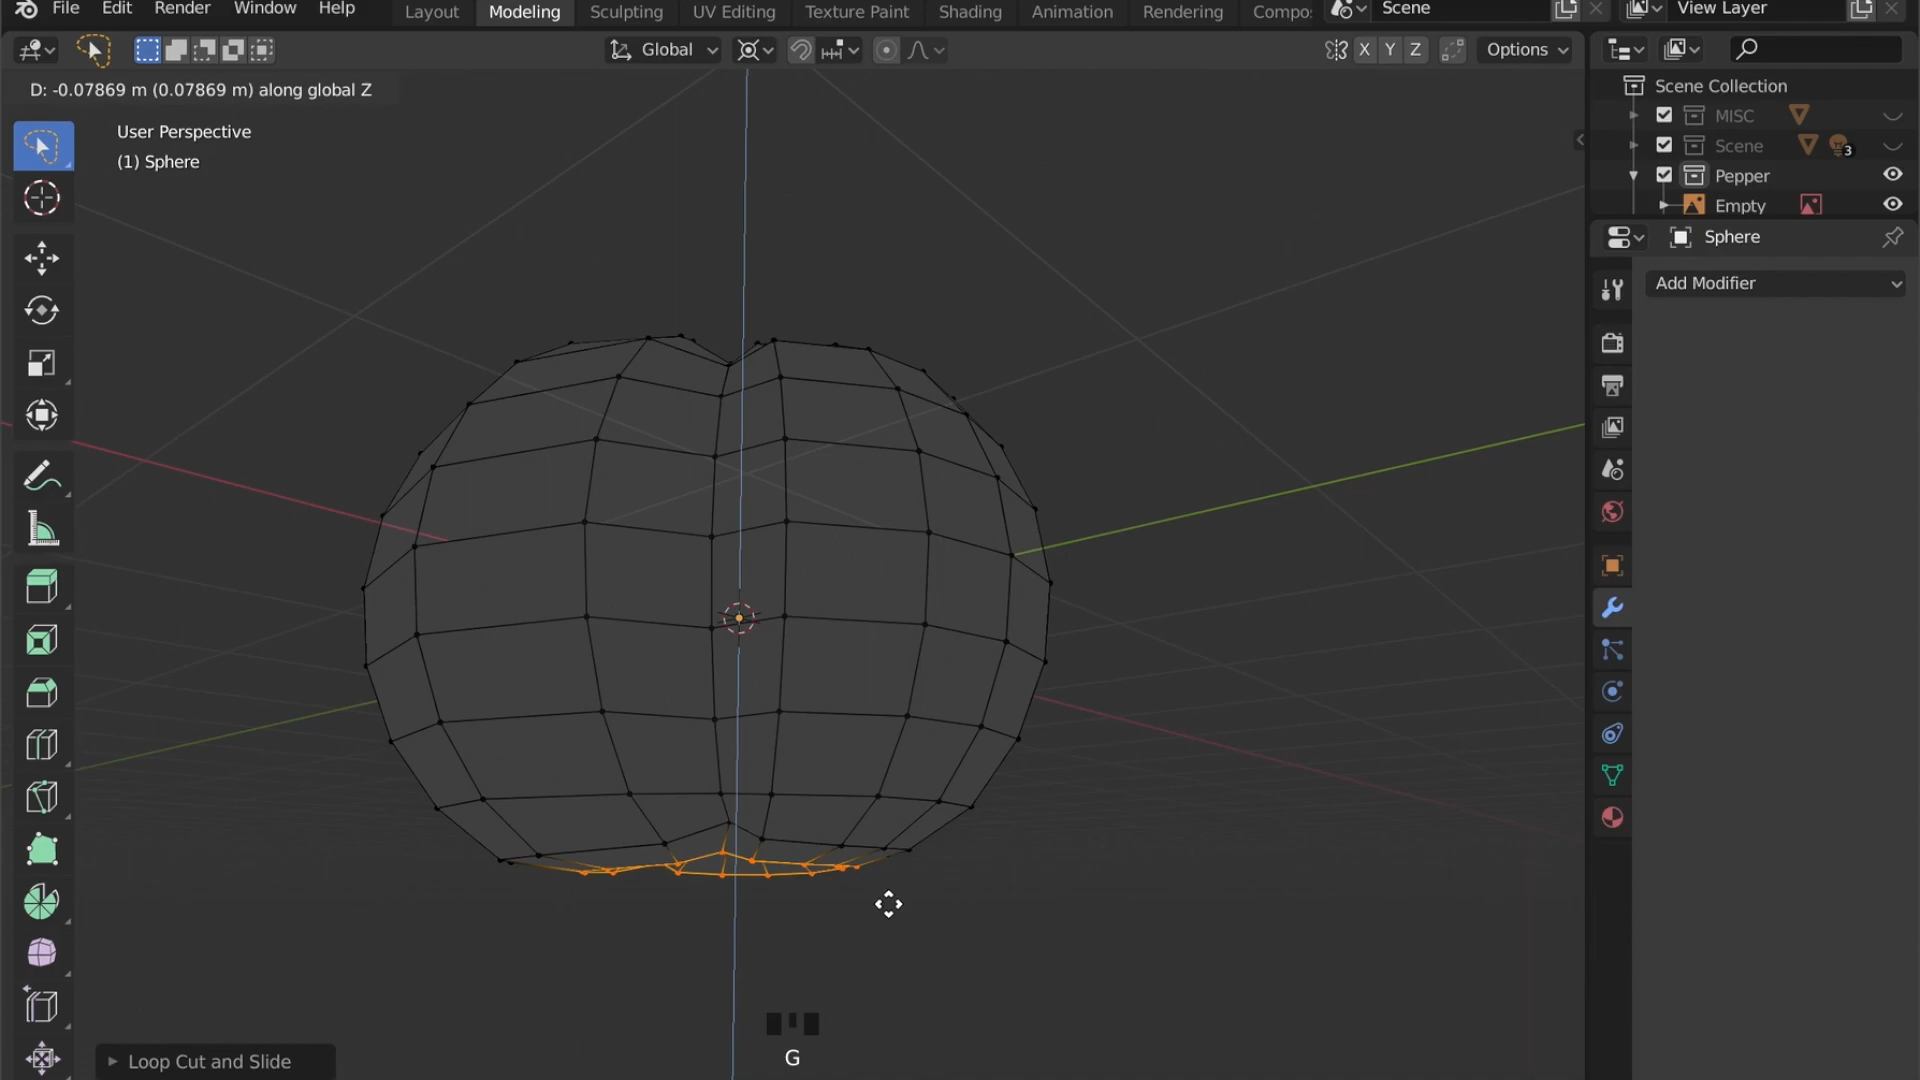 File Edit Render Window Help Layout Modeling Sculpting UV Editing Texture Paint Shading Animation Rendering Compo Scene View Layer
Global X Y Z Options
D: -0.07869 m (0.07869 m) along global Z
User Perspective
(1) Sphere
Scene Collection
MISC
Scene 3
Pepper
Empty
Sphere
Add Modifier
Loop Cut and Slide
G